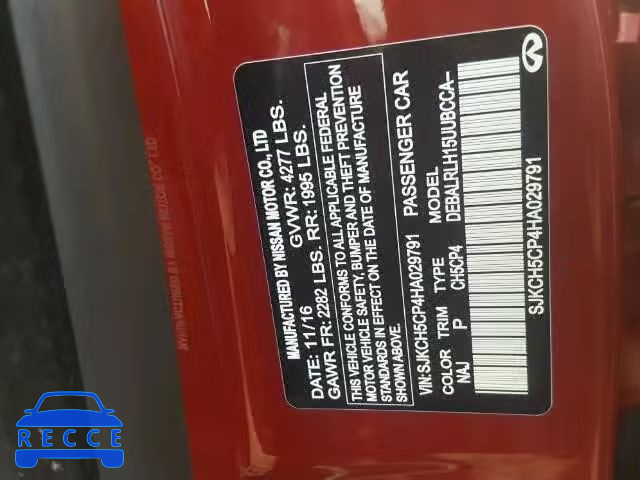 MANUFACTURED BY NISSAN MOTOR CO., LTD
DATE: 11/16 GVWR: 4277 LBS.
GAWR FR: 2282 LBS. RR: 1995 LBS.
THIS VEHICLE CONFORMS TO ALL APPLICABLE FEDERAL
MOTOR VEHICLE SAFETY, BUMPER AND THEFT PREVENTION
STANDARDS IN EFFECT ON THE DATE OF MANUFACTURE
SHOWN ABOVE.
VIN:SJKCH5CP4HA029791 PASSENGER CAR
COLOR TRIM TYPE MODEL
NAJ P CH5CP4 DEBALRLH15UUBCCA-
SJKCH5CP4HA029791
RECCE